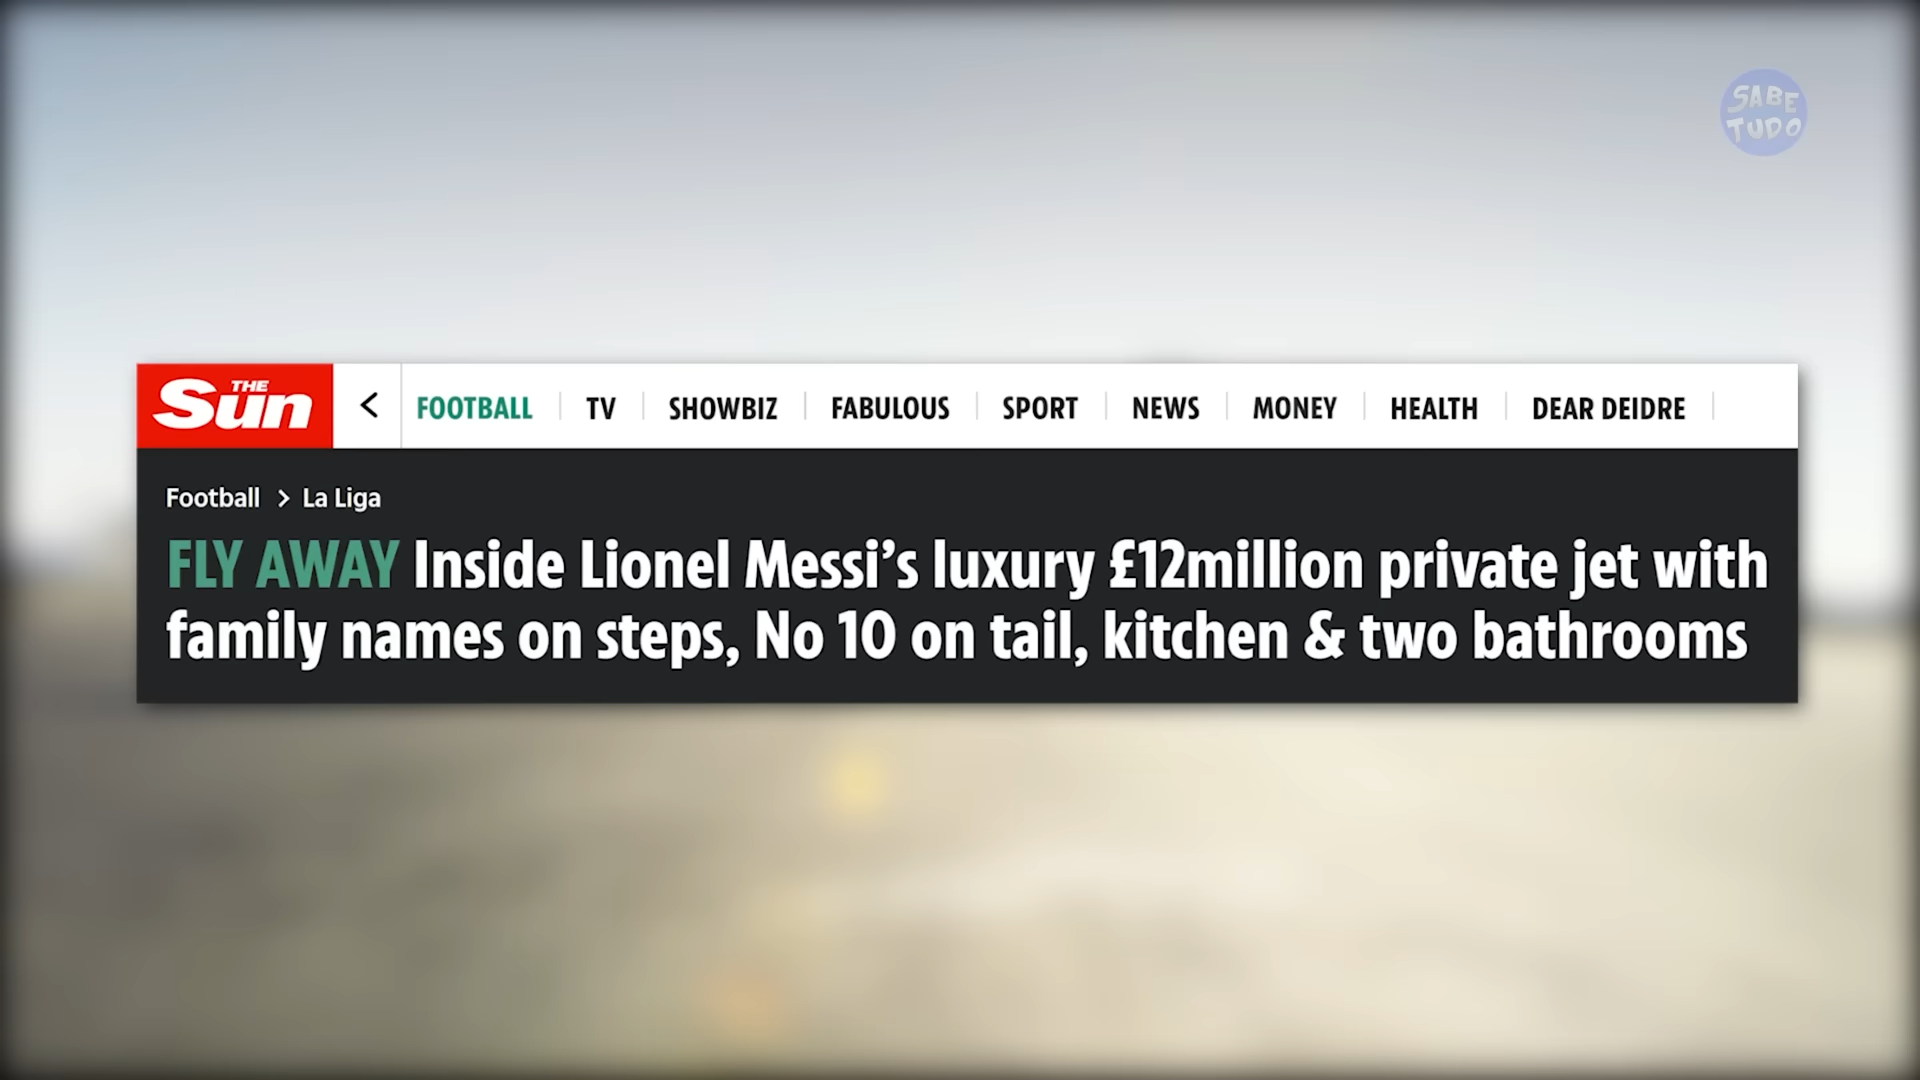 SABE
TUDO
THE
Sun
< FOOTBALL TV SHOWBIZ FABULOUS SPORT NEWS MONEY HEALTH DEAR DEIDRE
Football > La Liga
FLY AWAY Inside Lionel Messi’s luxury £12million private jet with
family names on steps, No 10 on tail, kitchen & two bathrooms